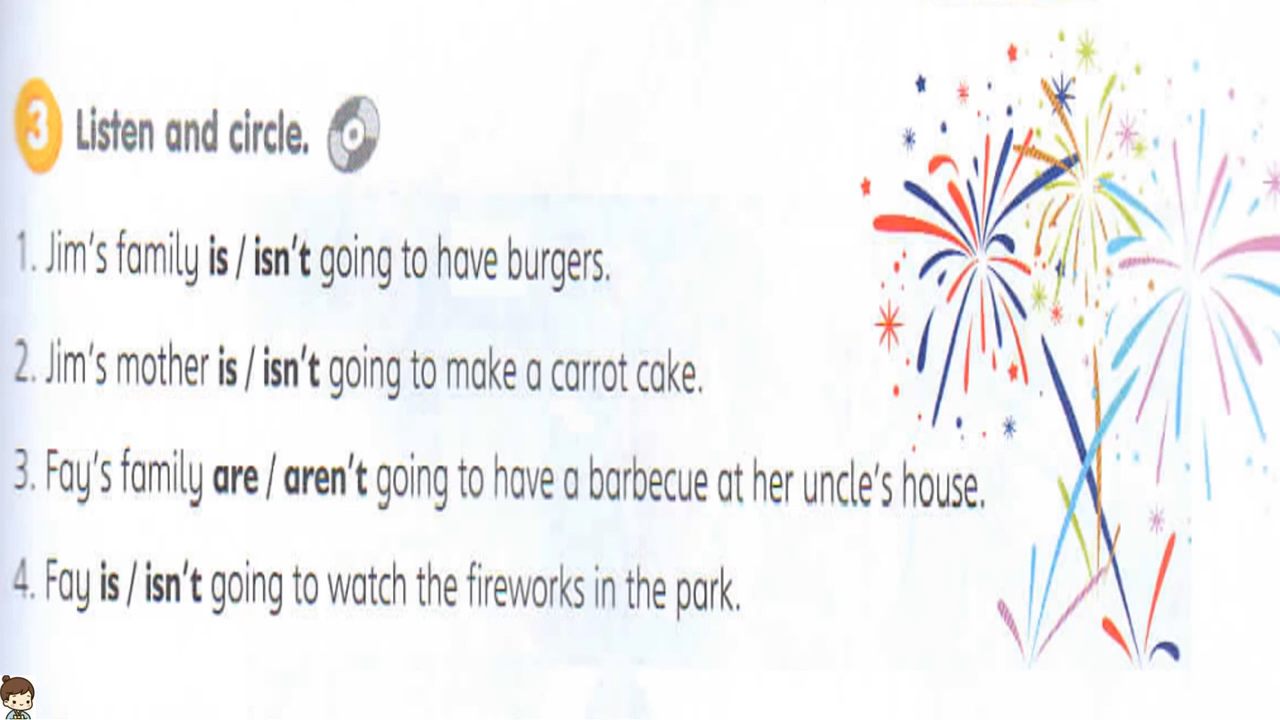 3 Listen and circle.
1. Jim's family is / isn't going to have burgers.
2. Jim's mother is / isn't going to make a carrot cake.
3. Fay's family are / aren't going to have a barbecue at her uncle's house.
4. Fay is / isn't going to watch the fireworks in the park.